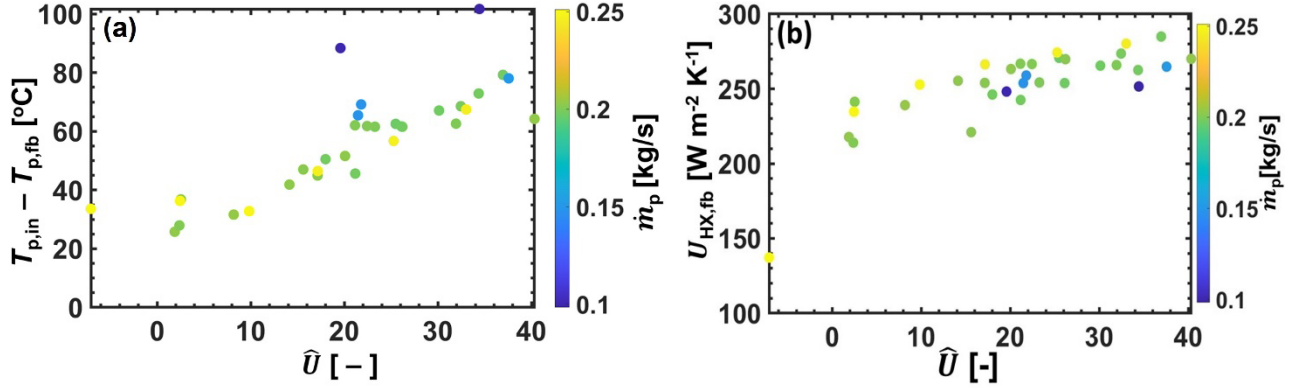 (a)
T_p,in − T_p,fb [°C]
100
80
60
40
20
0
0 10 20 30 40
Û [ − ]
0.25
0.2
0.15
0.1
ṁ_p [kg/s]
(b)
U_HX,fb [W m⁻² K⁻¹]
300
250
200
150
100
0 10 20 30 40
Û [-]
0.25
0.2
0.15
0.1
ṁ_p [kg/s]